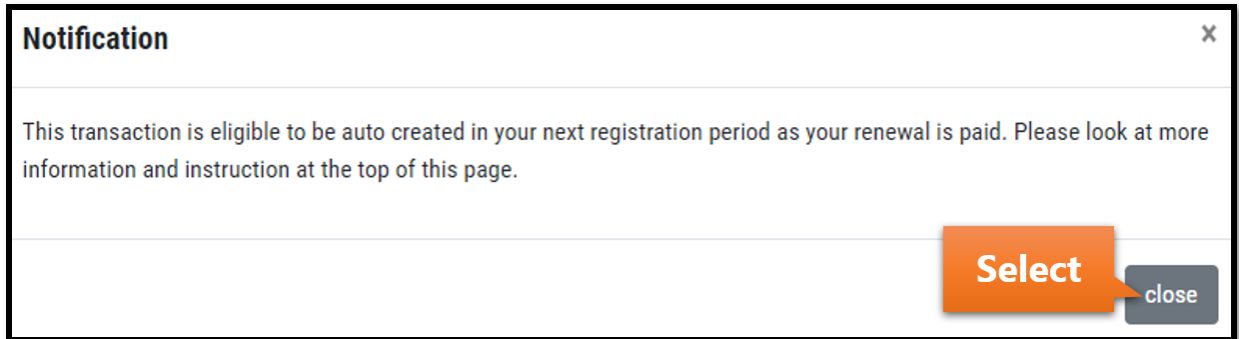 Notification
×
This transaction is eligible to be auto created in your next registration period as your renewal is paid. Please look at more
information and instruction at the top of this page.
Select
close